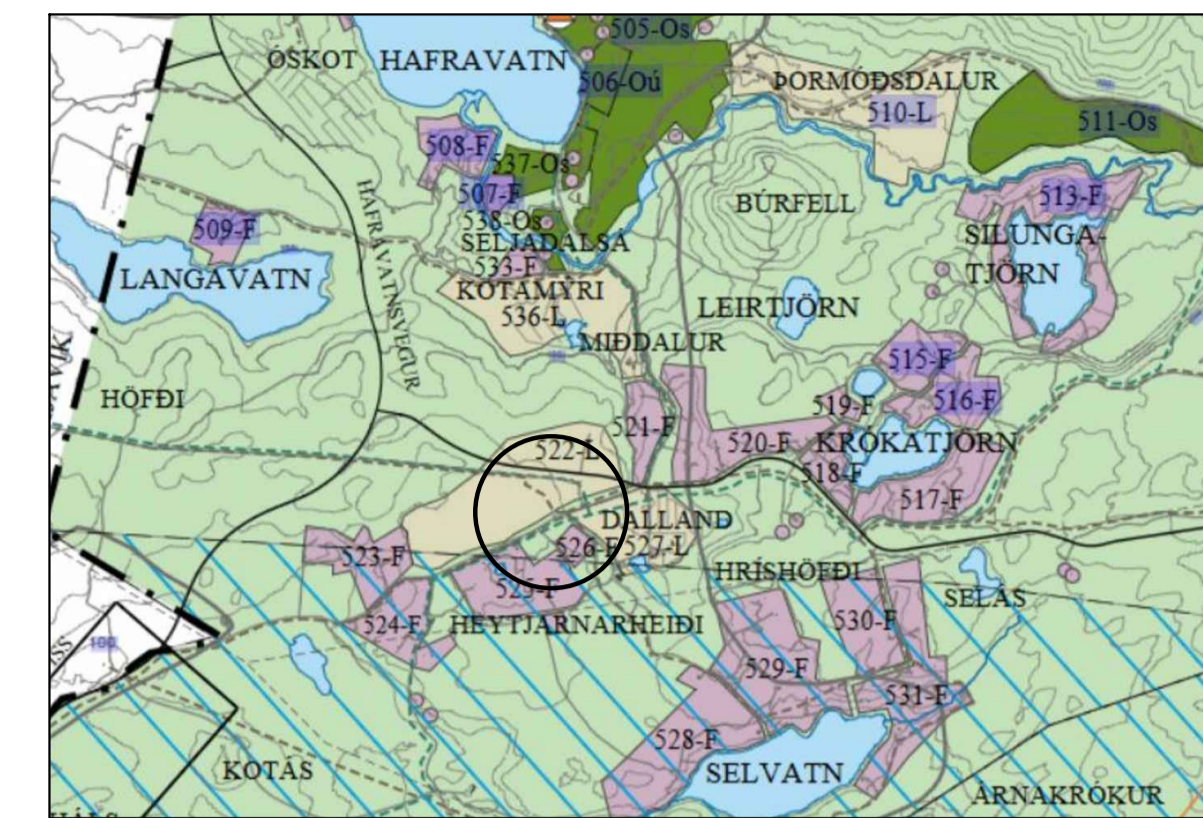 505-Os
ÓSKOT
HAFRAVATN
506-Oú
ÞORMÓÐSDALUR
510-L
511-Os
508-F
537-Os
507-F
513-F
538-Os
BÚRFELL
509-F
SELJADALSÁ
SILUNGA-
TJÖRN
533-F
LANGAVATN
KOTAMÝRI
536-L
HAFRAVATNSVEGUR
LEIRTJÖRN
MIÐDALUR
515-F
HÖFÐI
519-F
516-F
521-F
520-F
KROKATJÖRN
522-L
518-F
517-F
DALLAND
523-F
526-F
527-L
HRÍSHÖFÐI
525-F
SELÁS
524-F
HEYTJARNARHEIÐI
530-F
100
529-F
531-F
528-F
KOTÁS
SELVATN
ÁRNAKRÓKUR